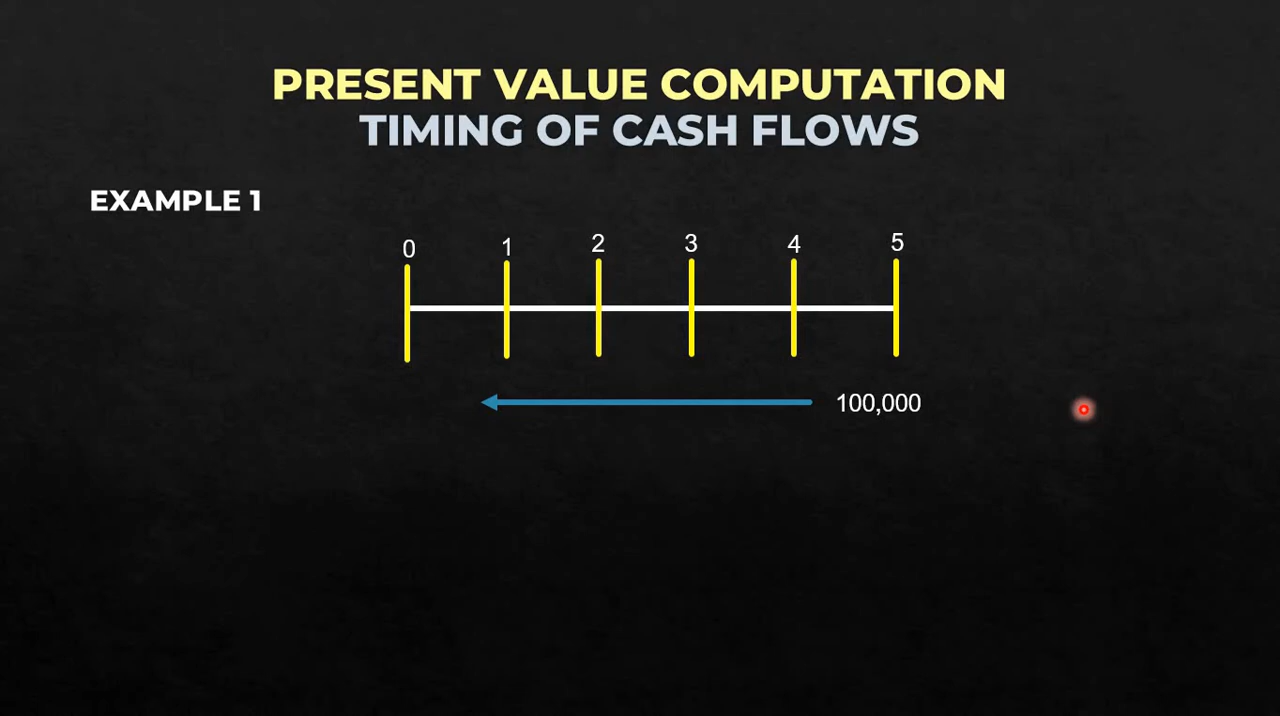 PRESENT VALUE COMPUTATION
TIMING OF CASH FLOWS
EXAMPLE 1
0 1 2 3 4 5
100,000